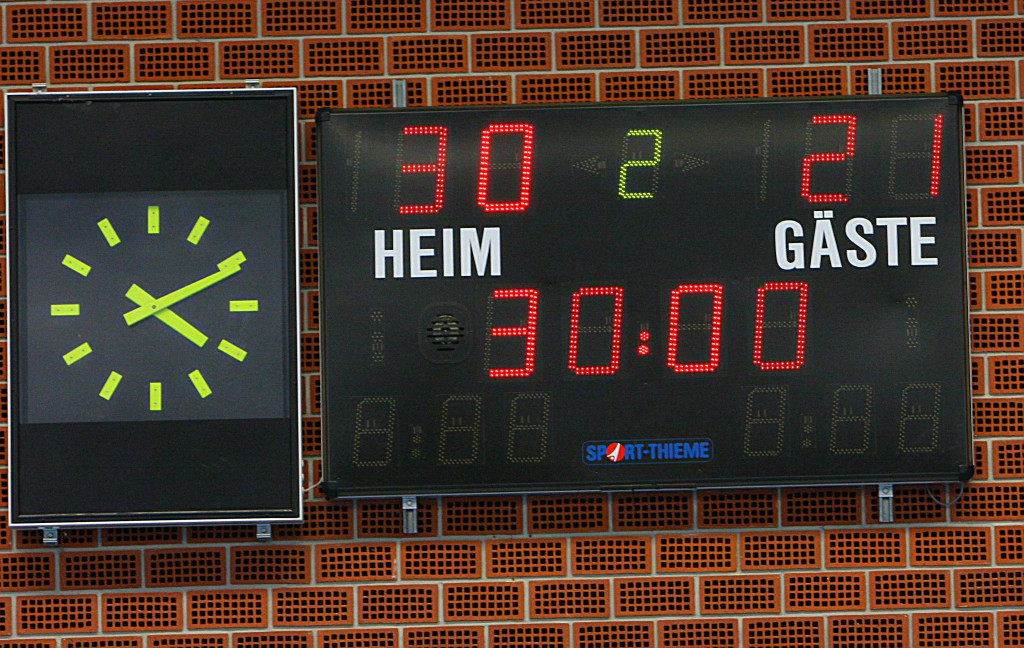 30 2 21
HEIM GÄSTE
30:00
SPORT-THIEME